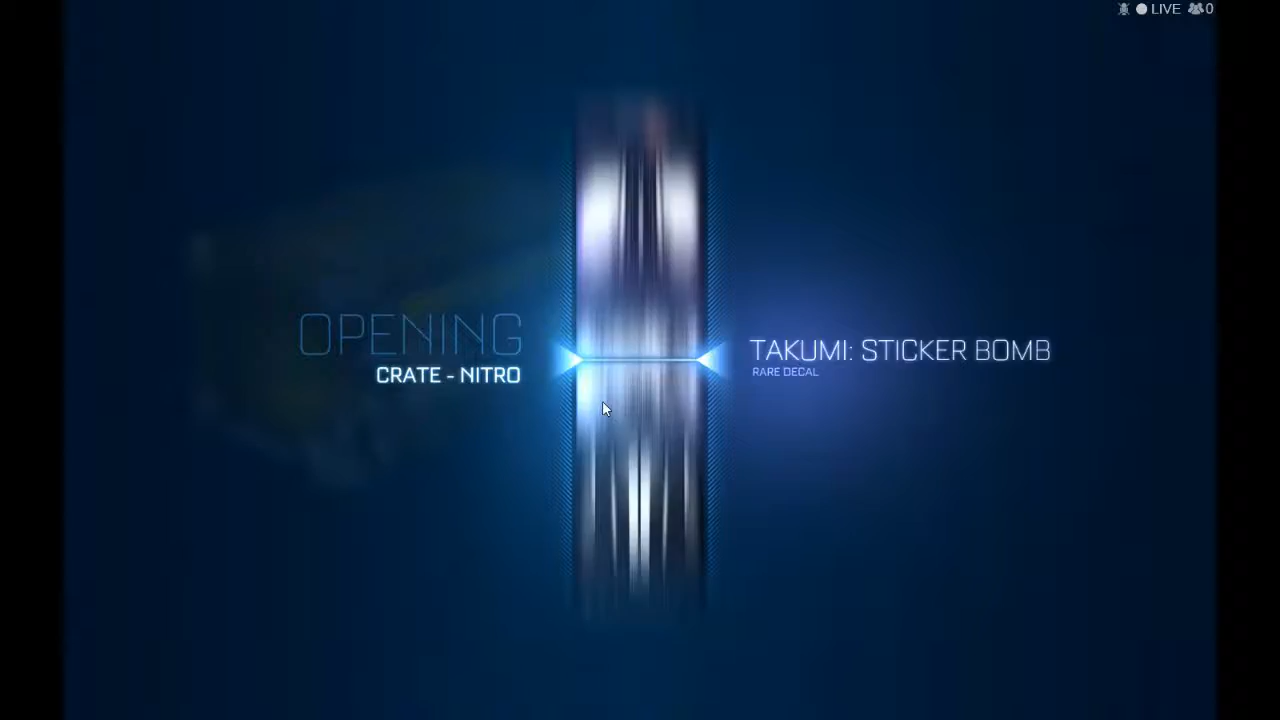 LIVE 0
OPENING
CRATE - NITRO
TAKUMI: STICKER BOMB
RARE DECAL